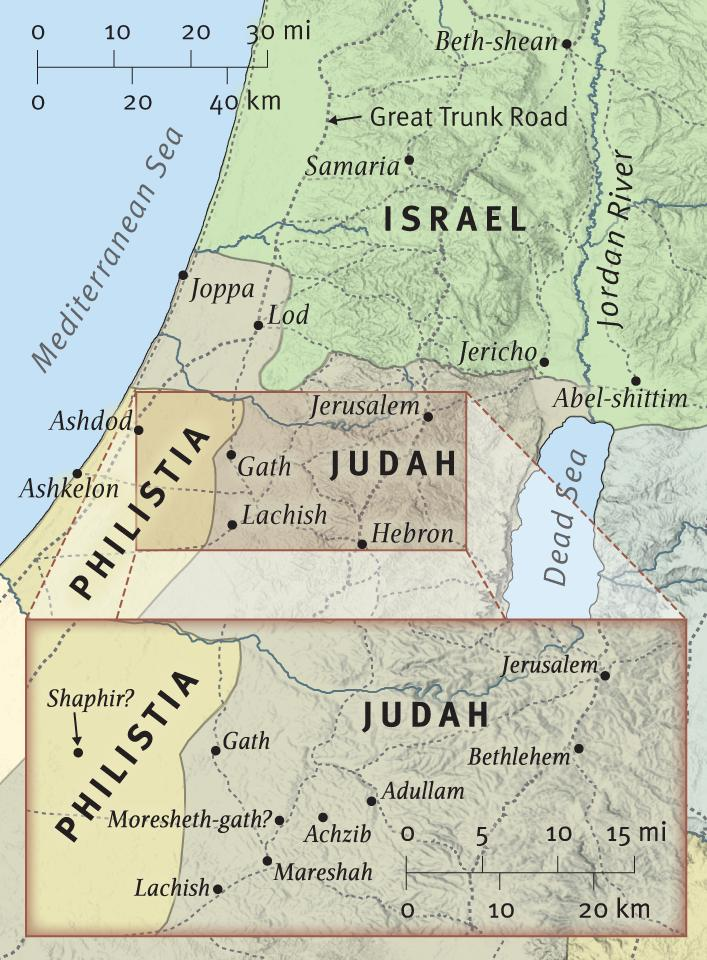 0 10 20 30 mi
0 20 40 km
Beth-shean
Great Trunk Road
Samaria
Mediterranean Sea
Jordan River
ISRAEL
Joppa
Lod
Jericho
Abel-shittim
Ashdod
Jerusalem
PHILISTIA
Gath
JUDAH
Ashkelon
Lachish
Hebron
Dead Sea
Jerusalem
Shaphir?
PHILISTIA
JUDAH
Gath
Bethlehem
Adullam
Moresheth-gath?
Achzib
Mareshah
Lachish
0 5 10 15 mi
0 10 20 km